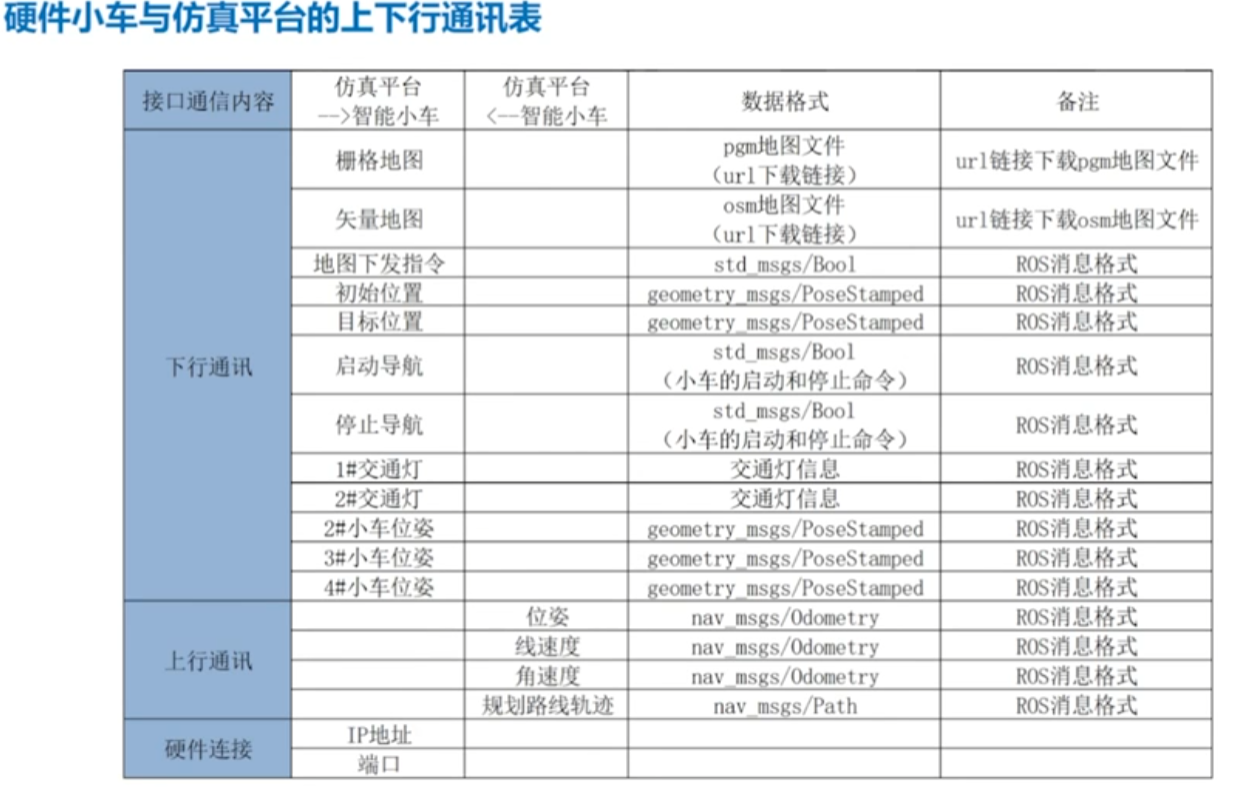 硬件小车与仿真平台的上下行通讯表
接口通信内容 仿真平台-->智能小车 仿真平台<--智能小车 数据格式 备注
下行通讯
栅格地图 pgm地图文件（url下载链接） url链接下载pgm地图文件
矢量地图 osm地图文件（url下载链接） url链接下载osm地图文件
地图下发指令 std_msgs/Bool ROS消息格式
初始位置 geometry_msgs/PoseStamped ROS消息格式
目标位置 geometry_msgs/PoseStamped ROS消息格式
启动导航 std_msgs/Bool（小车的启动和停止命令） ROS消息格式
停止导航 std_msgs/Bool（小车的启动和停止命令） ROS消息格式
1#交通灯 交通灯信息 ROS消息格式
2#交通灯 交通灯信息 ROS消息格式
2#小车位姿 geometry_msgs/PoseStamped ROS消息格式
3#小车位姿 geometry_msgs/PoseStamped ROS消息格式
4#小车位姿 geometry_msgs/PoseStamped ROS消息格式
上行通讯
位姿 nav_msgs/Odometry ROS消息格式
线速度 nav_msgs/Odometry ROS消息格式
角速度 nav_msgs/Odometry ROS消息格式
规划路线轨迹 nav_msgs/Path ROS消息格式
硬件连接
IP地址
端口